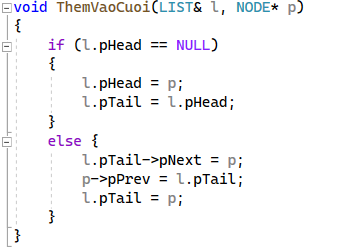 void ThemVaoCuoi(LIST& l, NODE* p)
{
    if (l.pHead == NULL)
    {
        l.pHead = p;
        l.pTail = l.pHead;
    }
    else {
        l.pTail->pNext = p;
        p->pPrev = l.pTail;
        l.pTail = p;
    }
}